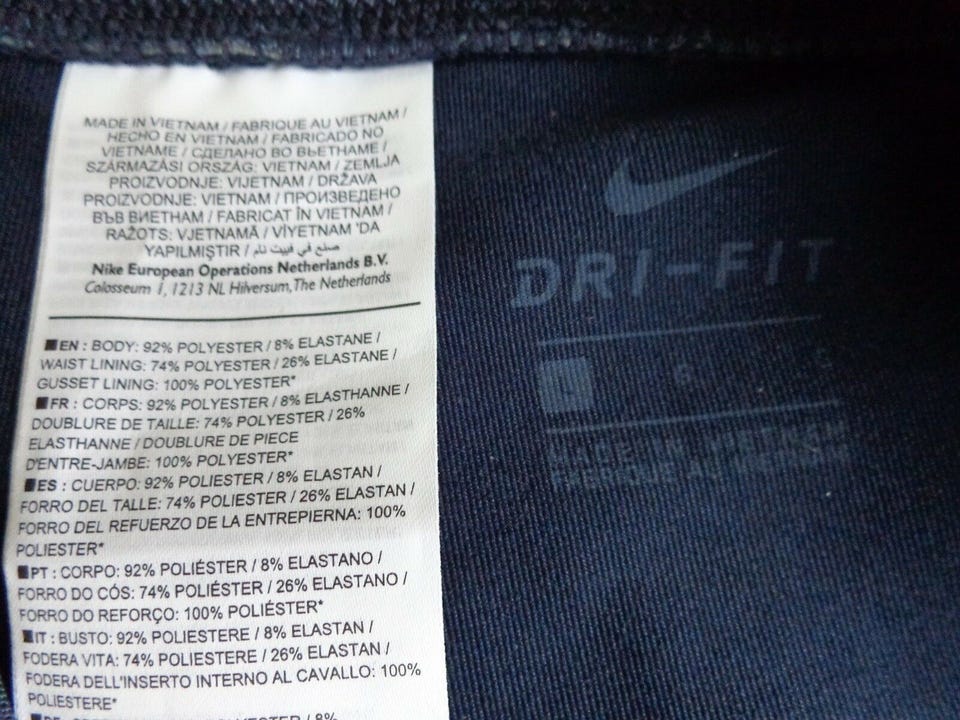 MADE IN VIETNAM / FABRIQUE AU VIETNAM /
HECHO EN VIETNAM / FABRICADO NO
VIETNAME / СДЕЛАНО ВО ВЬЕТНАМЕ /
SZÁRMAZÁSI ORSZÁG: VIETNAM / ZEMLJA
PROIZVODNJE: VIJETNAM / DRŽAVA
PROIZVODNJE: VIETNAM / ПРОИЗВЕДЕНО
ВЪВ ВИЕТНАМ / FABRICAT ÎN VIETNAM /
RAŽOTS: VJETNAMĀ / VİYETNAM 'DA
YAPILMIŞTIR / صنع في فييت نام
Nike European Operations Netherlands B.V.
Colosseum 1, 1213 NL Hilversum, The Netherlands
EN : BODY: 92% POLYESTER / 8% ELASTANE /
WAIST LINING: 74% POLYESTER / 26% ELASTANE /
GUSSET LINING: 100% POLYESTER*
FR : CORPS: 92% POLYESTER / 8% ELASTHANNE /
DOUBLURE DE TAILLE: 74% POLYESTER / 26%
ELASTHANNE / DOUBLURE DE PIECE
D'ENTRE-JAMBE: 100% POLYESTER*
ES : CUERPO: 92% POLIESTER / 8% ELASTAN /
FORRO DEL TALLE: 74% POLIESTER / 26% ELASTAN /
FORRO DEL REFUERZO DE LA ENTREPIERNA: 100%
POLIESTER*
PT : CORPO: 92% POLIÉSTER / 8% ELASTANO /
FORRO DO CÓS: 74% POLIÉSTER / 26% ELASTANO /
FORRO DO REFORÇO: 100% POLIÉSTER*
IT : BUSTO: 92% POLIESTERE / 8% ELASTAN /
FODERA VITA: 74% POLIESTERE / 26% ELASTAN /
FODERA DELL'INSERTO INTERNO AL CAVALLO: 100%
POLIESTERE*
DRI-FIT
L